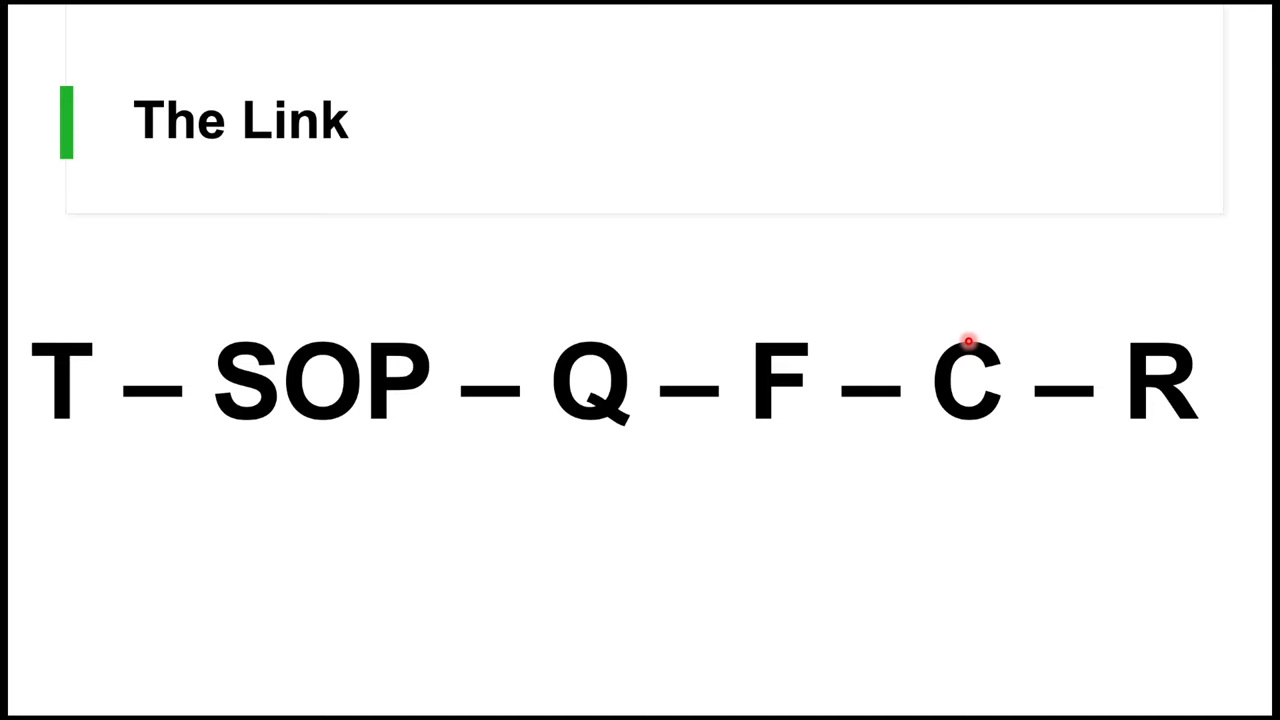 The Link
T – SOP – Q – F – C – R